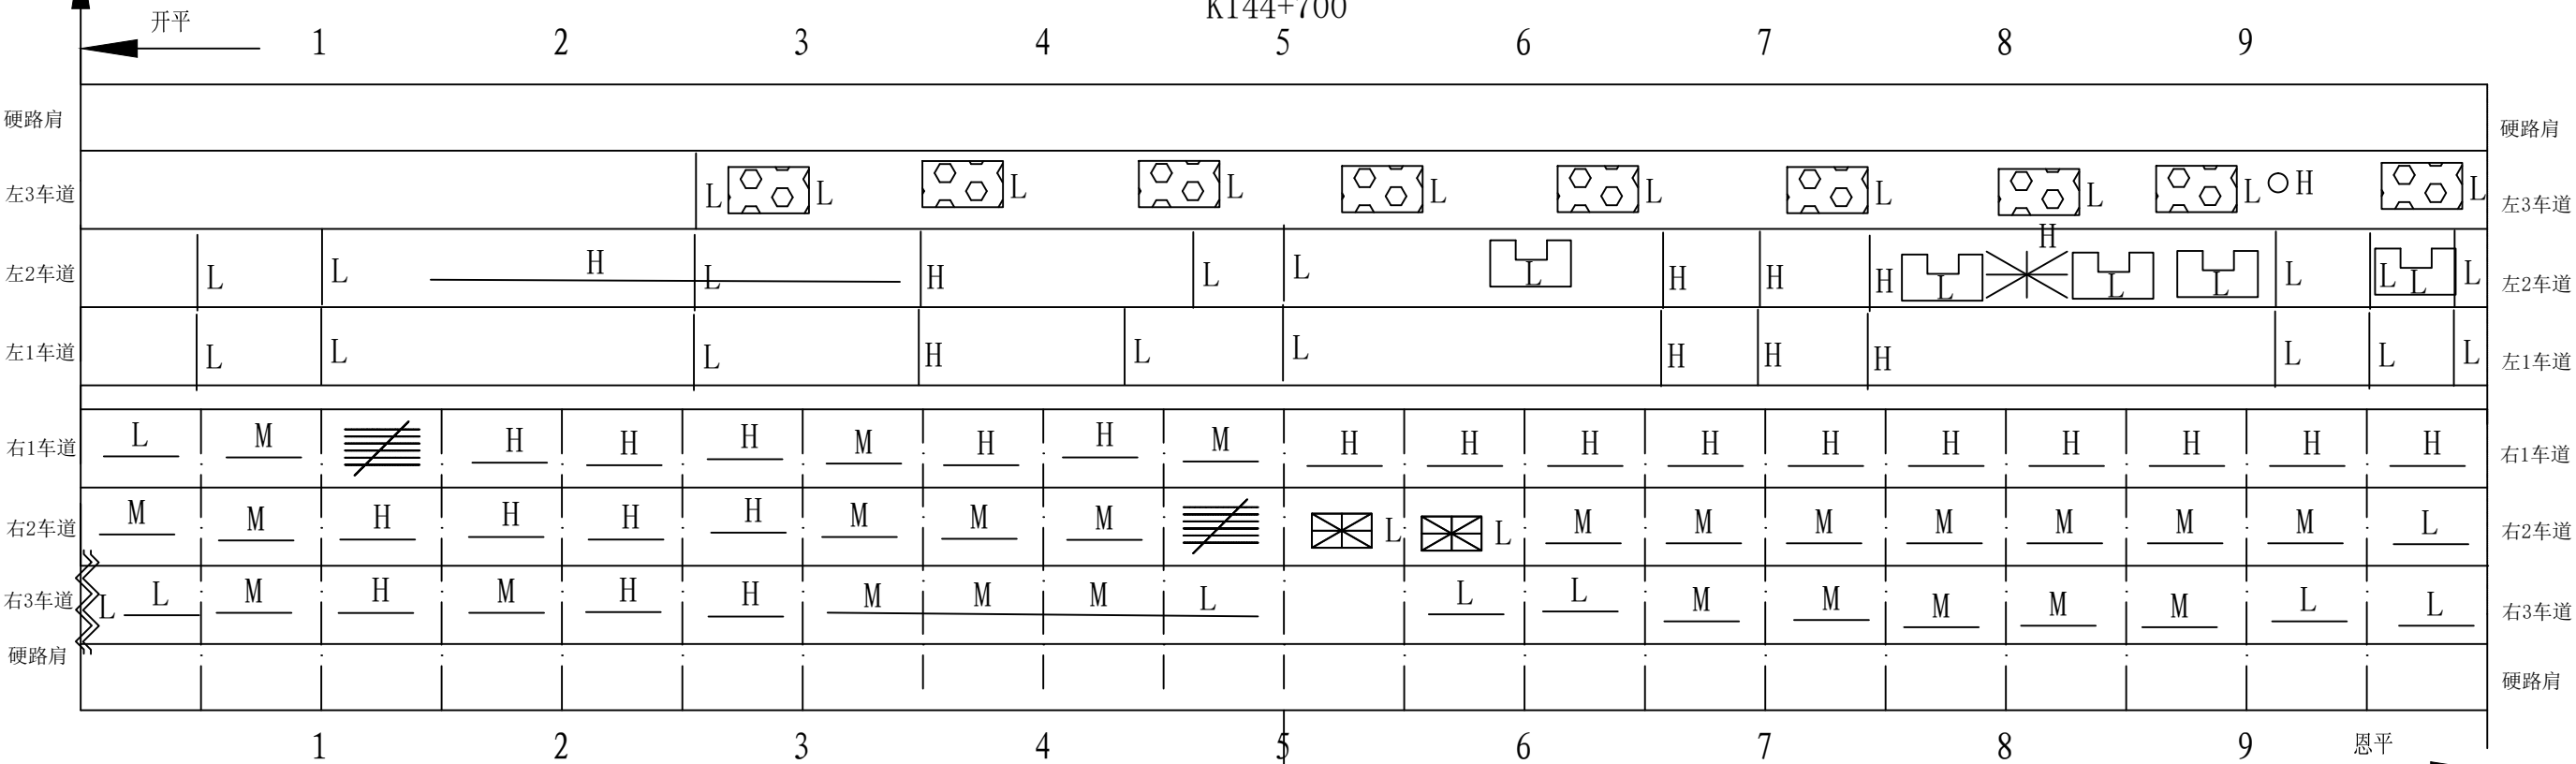 K144+700
开平
1 2 3 4 5 6 7 8 9
硬路肩 硬路肩
左3车道 L L L L L L L L L H L 左3车道
左2车道 L L H L H L L L H H H L H L L L L L L 左2车道
左1车道 L L L H L L H H H L L L 左1车道
右1车道 L M H H H M H H M H H H H H H H H H H 右1车道
右2车道 M M H H H H M M M L L M M M M M M M L 右2车道
右3车道 L L M H M H H M M M L L L M M M M M L L 右3车道
硬路肩 硬路肩
1 2 3 4 5 6 7 8 9 恩平